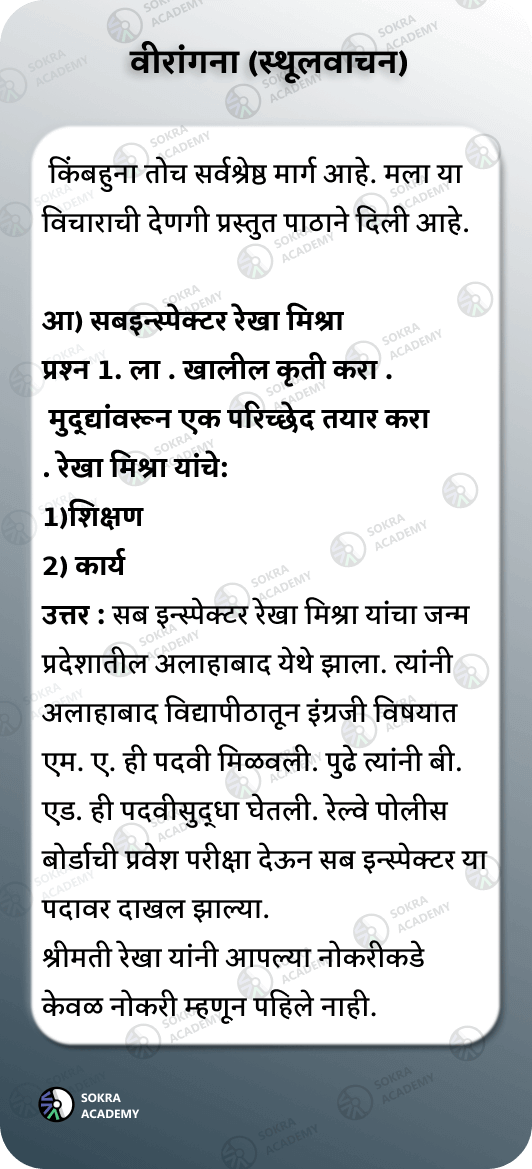 वीरांगना (स्थूलवाचन)
किंबहुना तोच सर्वश्रेष्ठ मार्ग आहे. मला या
विचाराची देणगी प्रस्तुत पाठाने दिली आहे.
आ) सबइन्स्पेक्टर रेखा मिश्रा
प्रश्न 1. ला . खालील कृती करा .
मुद्द्यांवरून एक परिच्छेद तयार करा
. रेखा मिश्रा यांचे:
1)शिक्षण
2) कार्य
उत्तर : सब इन्स्पेक्टर रेखा मिश्रा यांचा जन्म
प्रदेशातील अलाहाबाद येथे झाला. त्यांनी
अलाहाबाद विद्यापीठातून इंग्रजी विषयात
एम. ए. ही पदवी मिळवली. पुढे त्यांनी बी.
एड. ही पदवीसुद्धा घेतली. रेल्वे पोलीस
बोर्डाची प्रवेश परीक्षा देऊन सब इन्स्पेक्टर या
पदावर दाखल झाल्या.
श्रीमती रेखा यांनी आपल्या नोकरीकडे
केवळ नोकरी म्हणून पहिले नाही.
SOKRA
ACADEMY